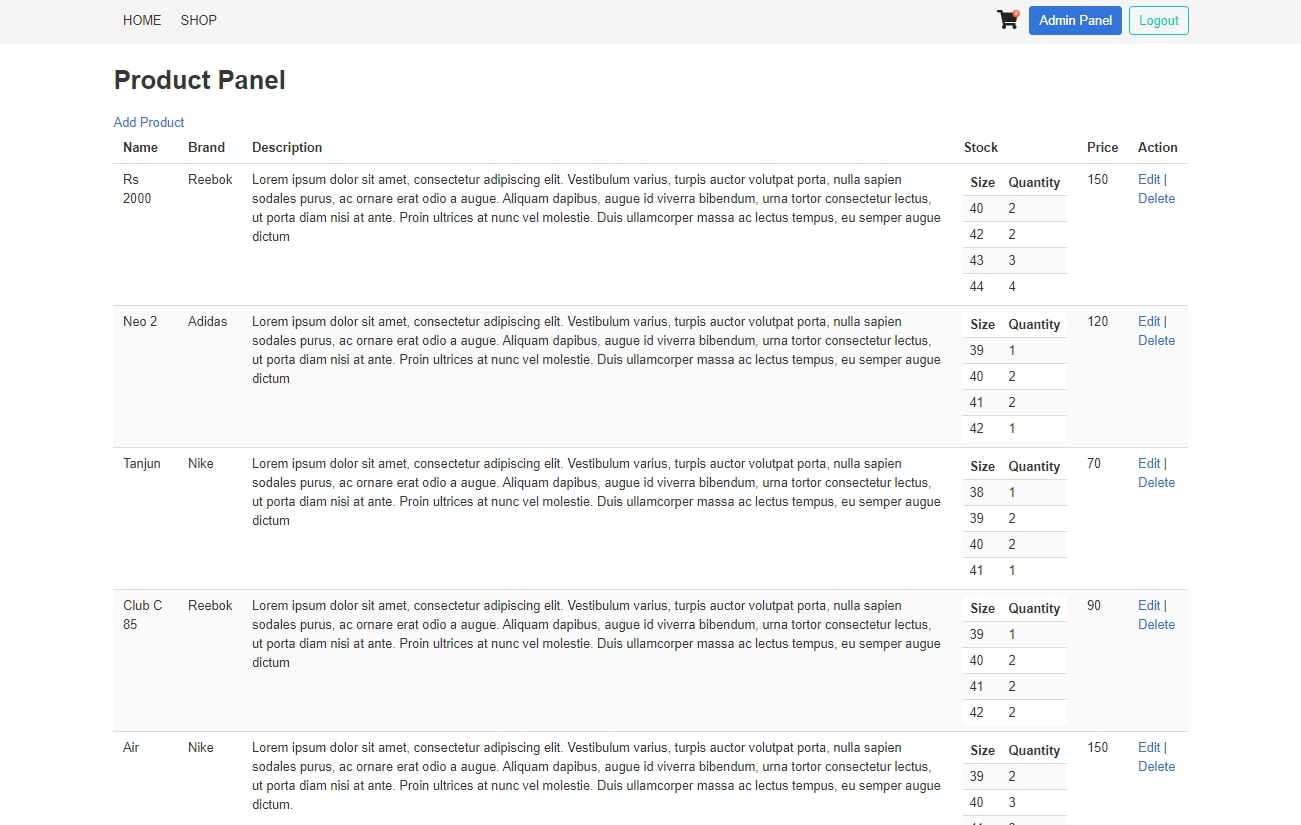 HOME SHOP Admin Panel Logout
Product Panel
Add Product
Name Brand Description Stock Price Action
Rs 2000 Reebok
Lorem ipsum dolor sit amet, consectetur adipiscing elit. Vestibulum varius, turpis auctor volutpat porta, nulla sapien
sodales purus, ac ornare erat odio a augue. Aliquam dapibus, augue id viverra bibendum, urna tortor consectetur lectus,
ut porta diam nisi at ante. Proin ultrices at nunc vel molestie. Duis ullamcorper massa ac lectus tempus, eu semper augue
dictum
Size Quantity
40 2
42 2
43 3
44 4
150
Edit |
Delete
Neo 2 Adidas
Lorem ipsum dolor sit amet, consectetur adipiscing elit. Vestibulum varius, turpis auctor volutpat porta, nulla sapien
sodales purus, ac ornare erat odio a augue. Aliquam dapibus, augue id viverra bibendum, urna tortor consectetur lectus,
ut porta diam nisi at ante. Proin ultrices at nunc vel molestie. Duis ullamcorper massa ac lectus tempus, eu semper augue
dictum
Size Quantity
39 1
40 2
41 2
42 1
120
Edit |
Delete
Tanjun Nike
Lorem ipsum dolor sit amet, consectetur adipiscing elit. Vestibulum varius, turpis auctor volutpat porta, nulla sapien
sodales purus, ac ornare erat odio a augue. Aliquam dapibus, augue id viverra bibendum, urna tortor consectetur lectus,
ut porta diam nisi at ante. Proin ultrices at nunc vel molestie. Duis ullamcorper massa ac lectus tempus, eu semper augue
dictum
Size Quantity
38 1
39 2
40 2
41 1
70
Edit |
Delete
Club C 85 Reebok
Lorem ipsum dolor sit amet, consectetur adipiscing elit. Vestibulum varius, turpis auctor volutpat porta, nulla sapien
sodales purus, ac ornare erat odio a augue. Aliquam dapibus, augue id viverra bibendum, urna tortor consectetur lectus,
ut porta diam nisi at ante. Proin ultrices at nunc vel molestie. Duis ullamcorper massa ac lectus tempus, eu semper augue
dictum
Size Quantity
39 1
40 2
41 2
42 2
90
Edit |
Delete
Air Nike
Lorem ipsum dolor sit amet, consectetur adipiscing elit. Vestibulum varius, turpis auctor volutpat porta, nulla sapien
sodales purus, ac ornare erat odio a augue. Aliquam dapibus, augue id viverra bibendum, urna tortor consectetur lectus,
ut porta diam nisi at ante. Proin ultrices at nunc vel molestie. Duis ullamcorper massa ac lectus tempus, eu semper augue
dictum.
Size Quantity
39 2
40 3
150
Edit |
Delete